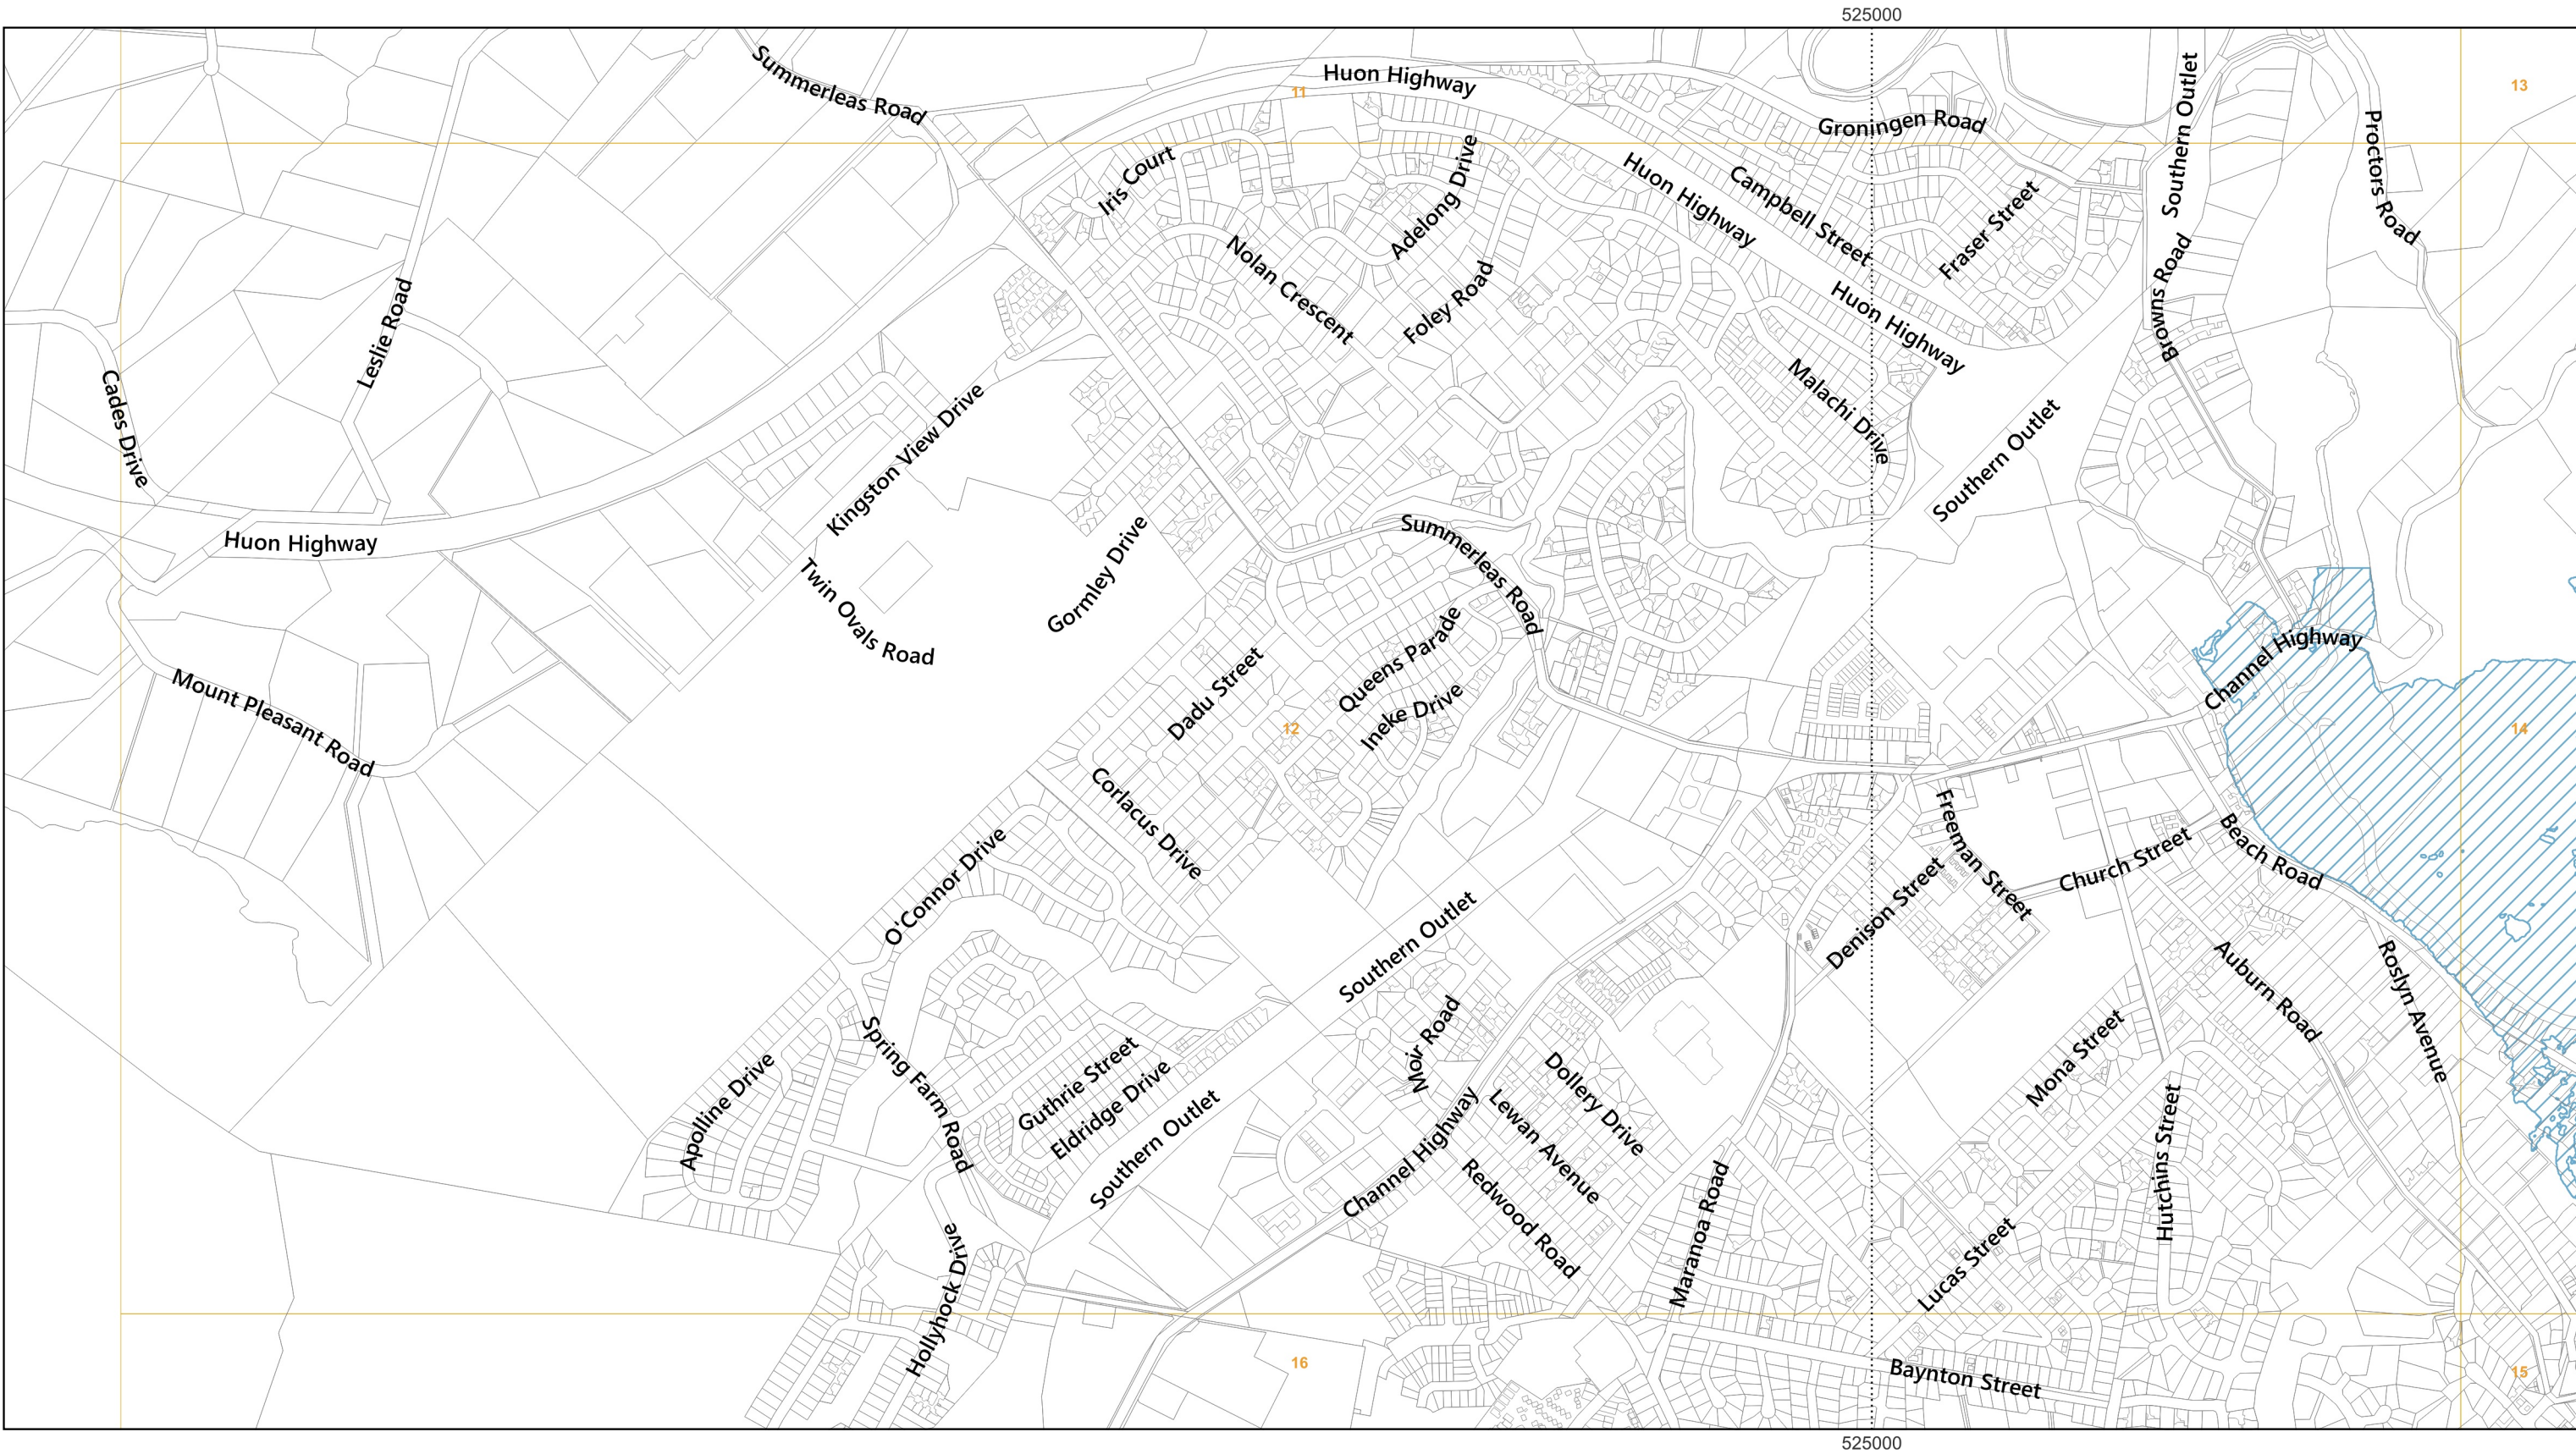 525000
Summerleas Road
Huon Highway
11
13
Southern Outlet
Groningen Road
Proctors Road
Iris Court
Adelong Drive
Huon Highway
Campbell Street
Fraser Street
Southern Outlet
Nolan Crescent
Foley Road
Browns Road
Leslie Road
Huon Highway
Cades Drive
Malachi Drive
Kingston View Drive
Southern Outlet
Huon Highway
Gormley Drive
Summerleas Road
Twin Ovals Road
Channel Highway
Queens Parade
Dadu Street
Ineke Drive
Mount Pleasant Road
12
14
Corlacus Drive
Freeman Street
Beach Road
Church Street
O'Connor Drive
Denison Street
Southern Outlet
Auburn Road
Roslyn Avenue
Moir Road
Mona Street
Spring Farm Road
Guthrie Street
Dollery Drive
Apolline Drive
Eldridge Drive
Lewan Avenue
Southern Outlet
Channel Highway
Hutchins Street
Redwood Road
Maranoa Road
Lucas Street
Hollyhock Drive
16
Baynton Street
15
525000